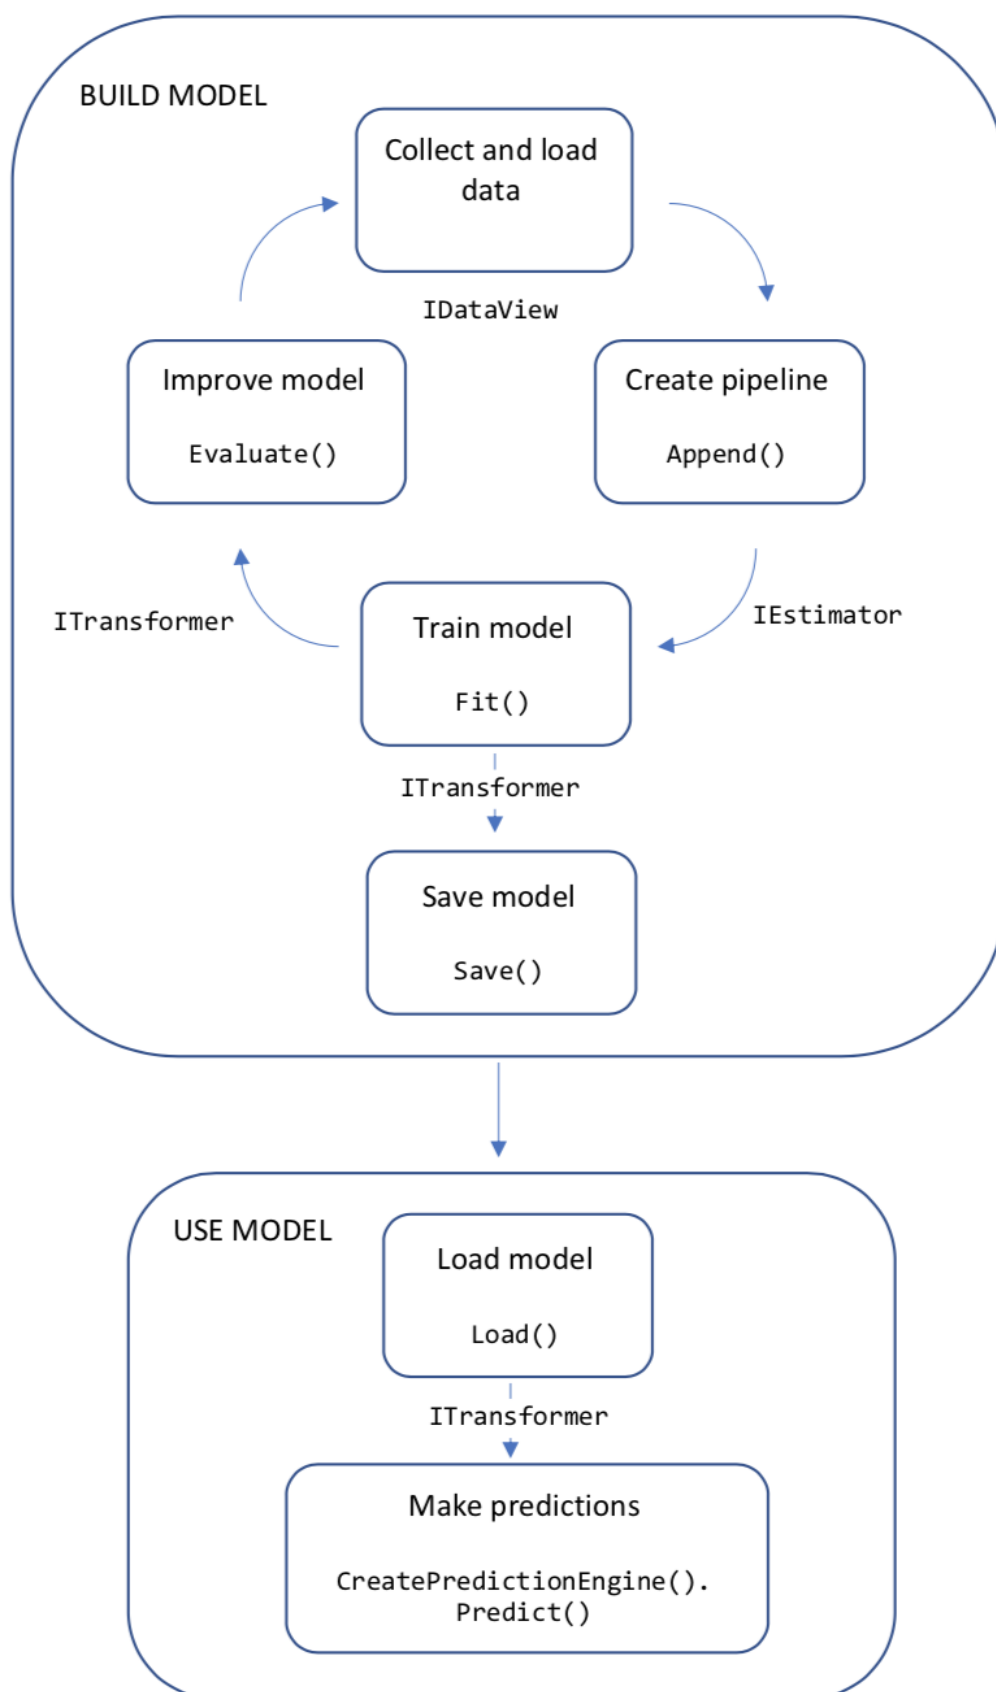 BUILD MODEL
Collect and load
data
IDataView
Improve model
Evaluate()
Create pipeline
Append()
ITransformer
IEstimator
Train model
Fit()
ITransformer
Save model
Save()
USE MODEL
Load model
Load()
ITransformer
Make predictions
CreatePredictionEngine().
Predict()